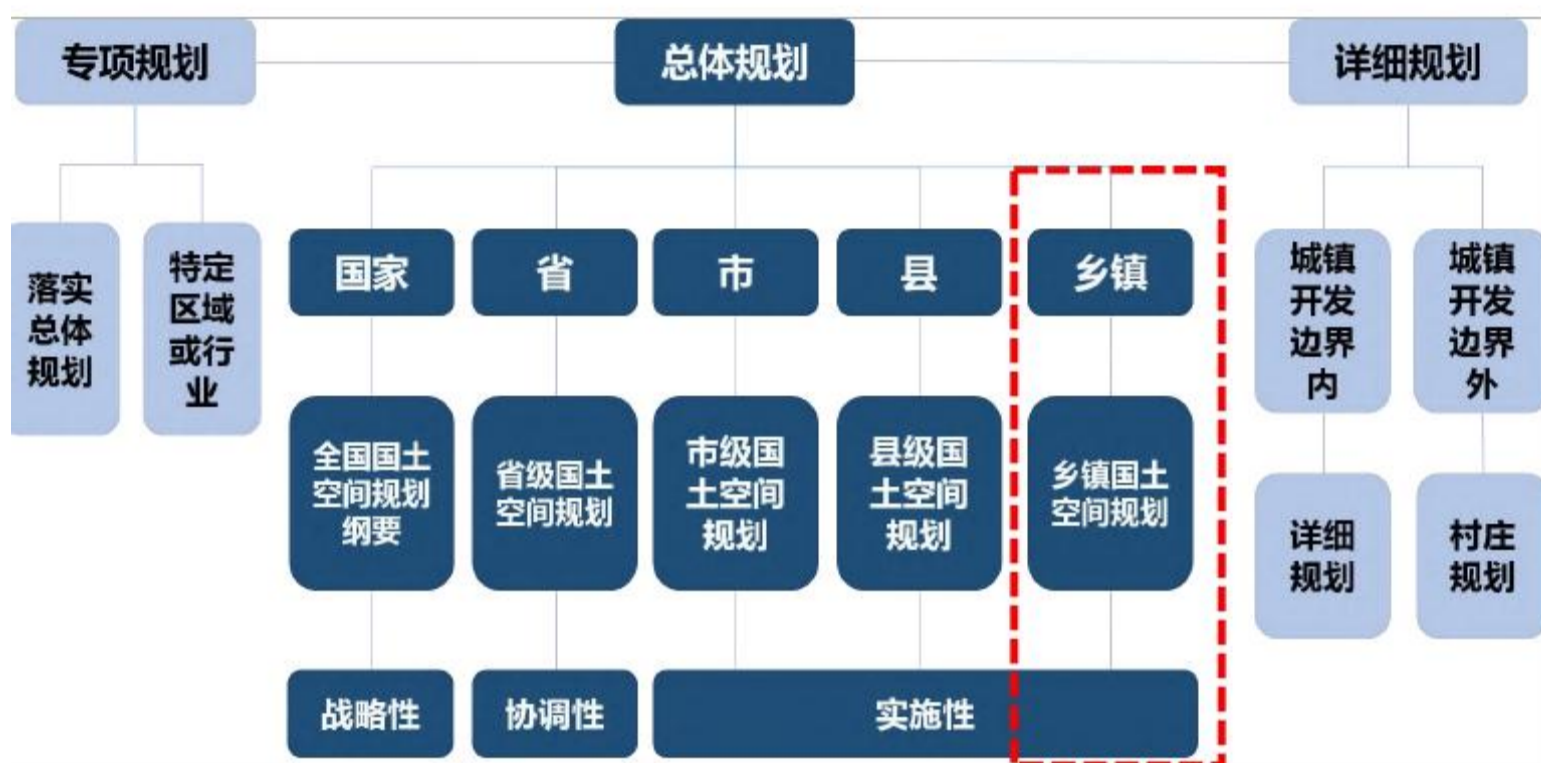 专项规划
总体规划
详细规划
落实
总体
规划
特定
区域
或行
业
国家
省
市
县
乡镇
城镇
开发
边界
内
城镇
开发
边界
外
全国国土
空间规划
纲要
省级国土
空间规划
市级国
土空间
规划
县级国
土空间
规划
乡镇国土
空间规划
详细
规划
村庄
规划
战略性
协调性
实施性